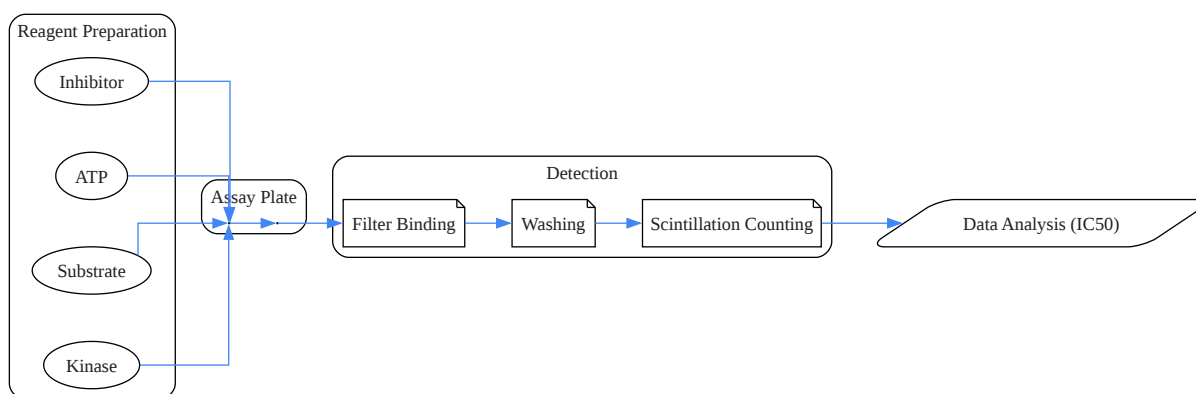 Reagent Preparation
Inhibitor
ATP
Substrate
Kinase
Assay Plate
Detection
Filter Binding
Washing
Scintillation Counting
Data Analysis (IC50)